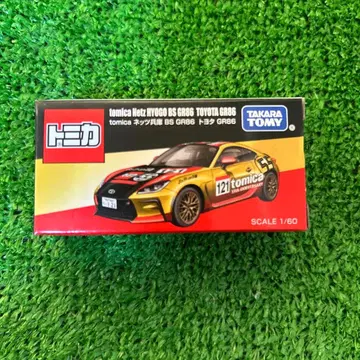 tomica Netz HYOGO BS GR86 TOYOTA GR86
tomica ネッツ兵庫 BS GR86 トヨタ GR86
トミカ
TAKARA
TOMY
121
tomica
SCALE 1/60